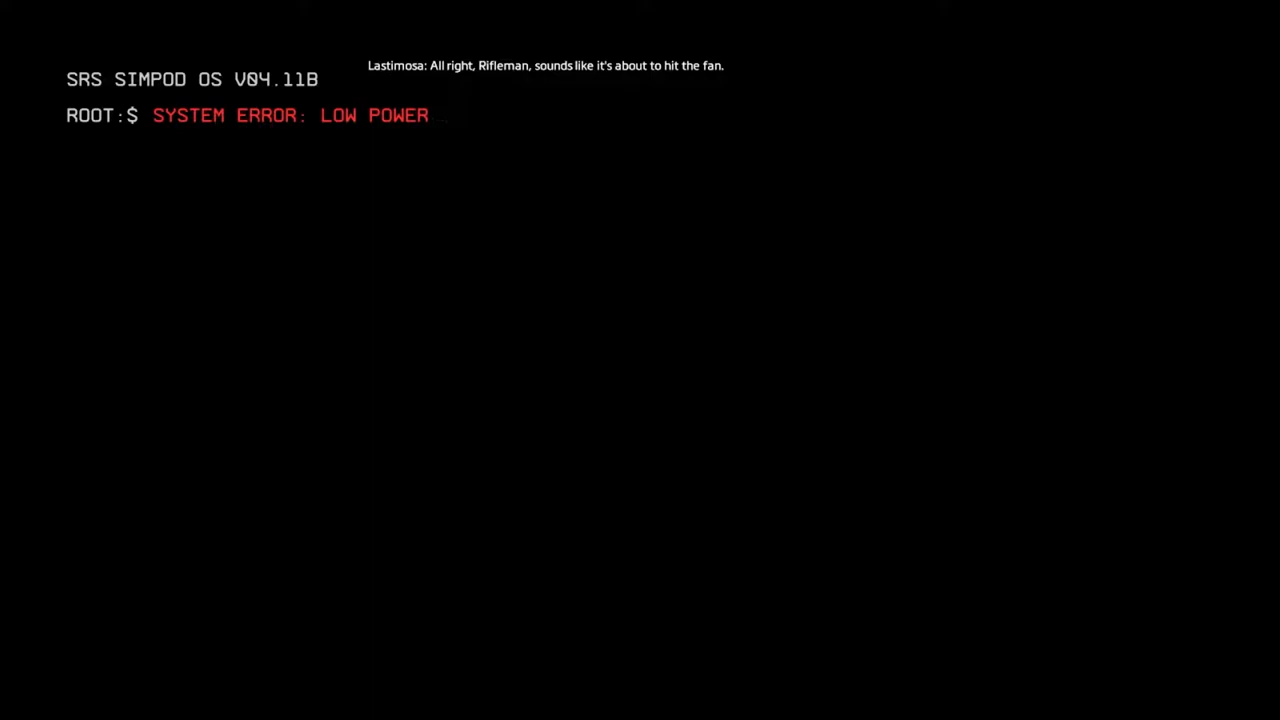 Lastimosa: All right, Rifleman, sounds like it's about to hit the fan.
SRS SIMPOD OS V04.11B
ROOT:$ SYSTEM ERROR: LOW POWER